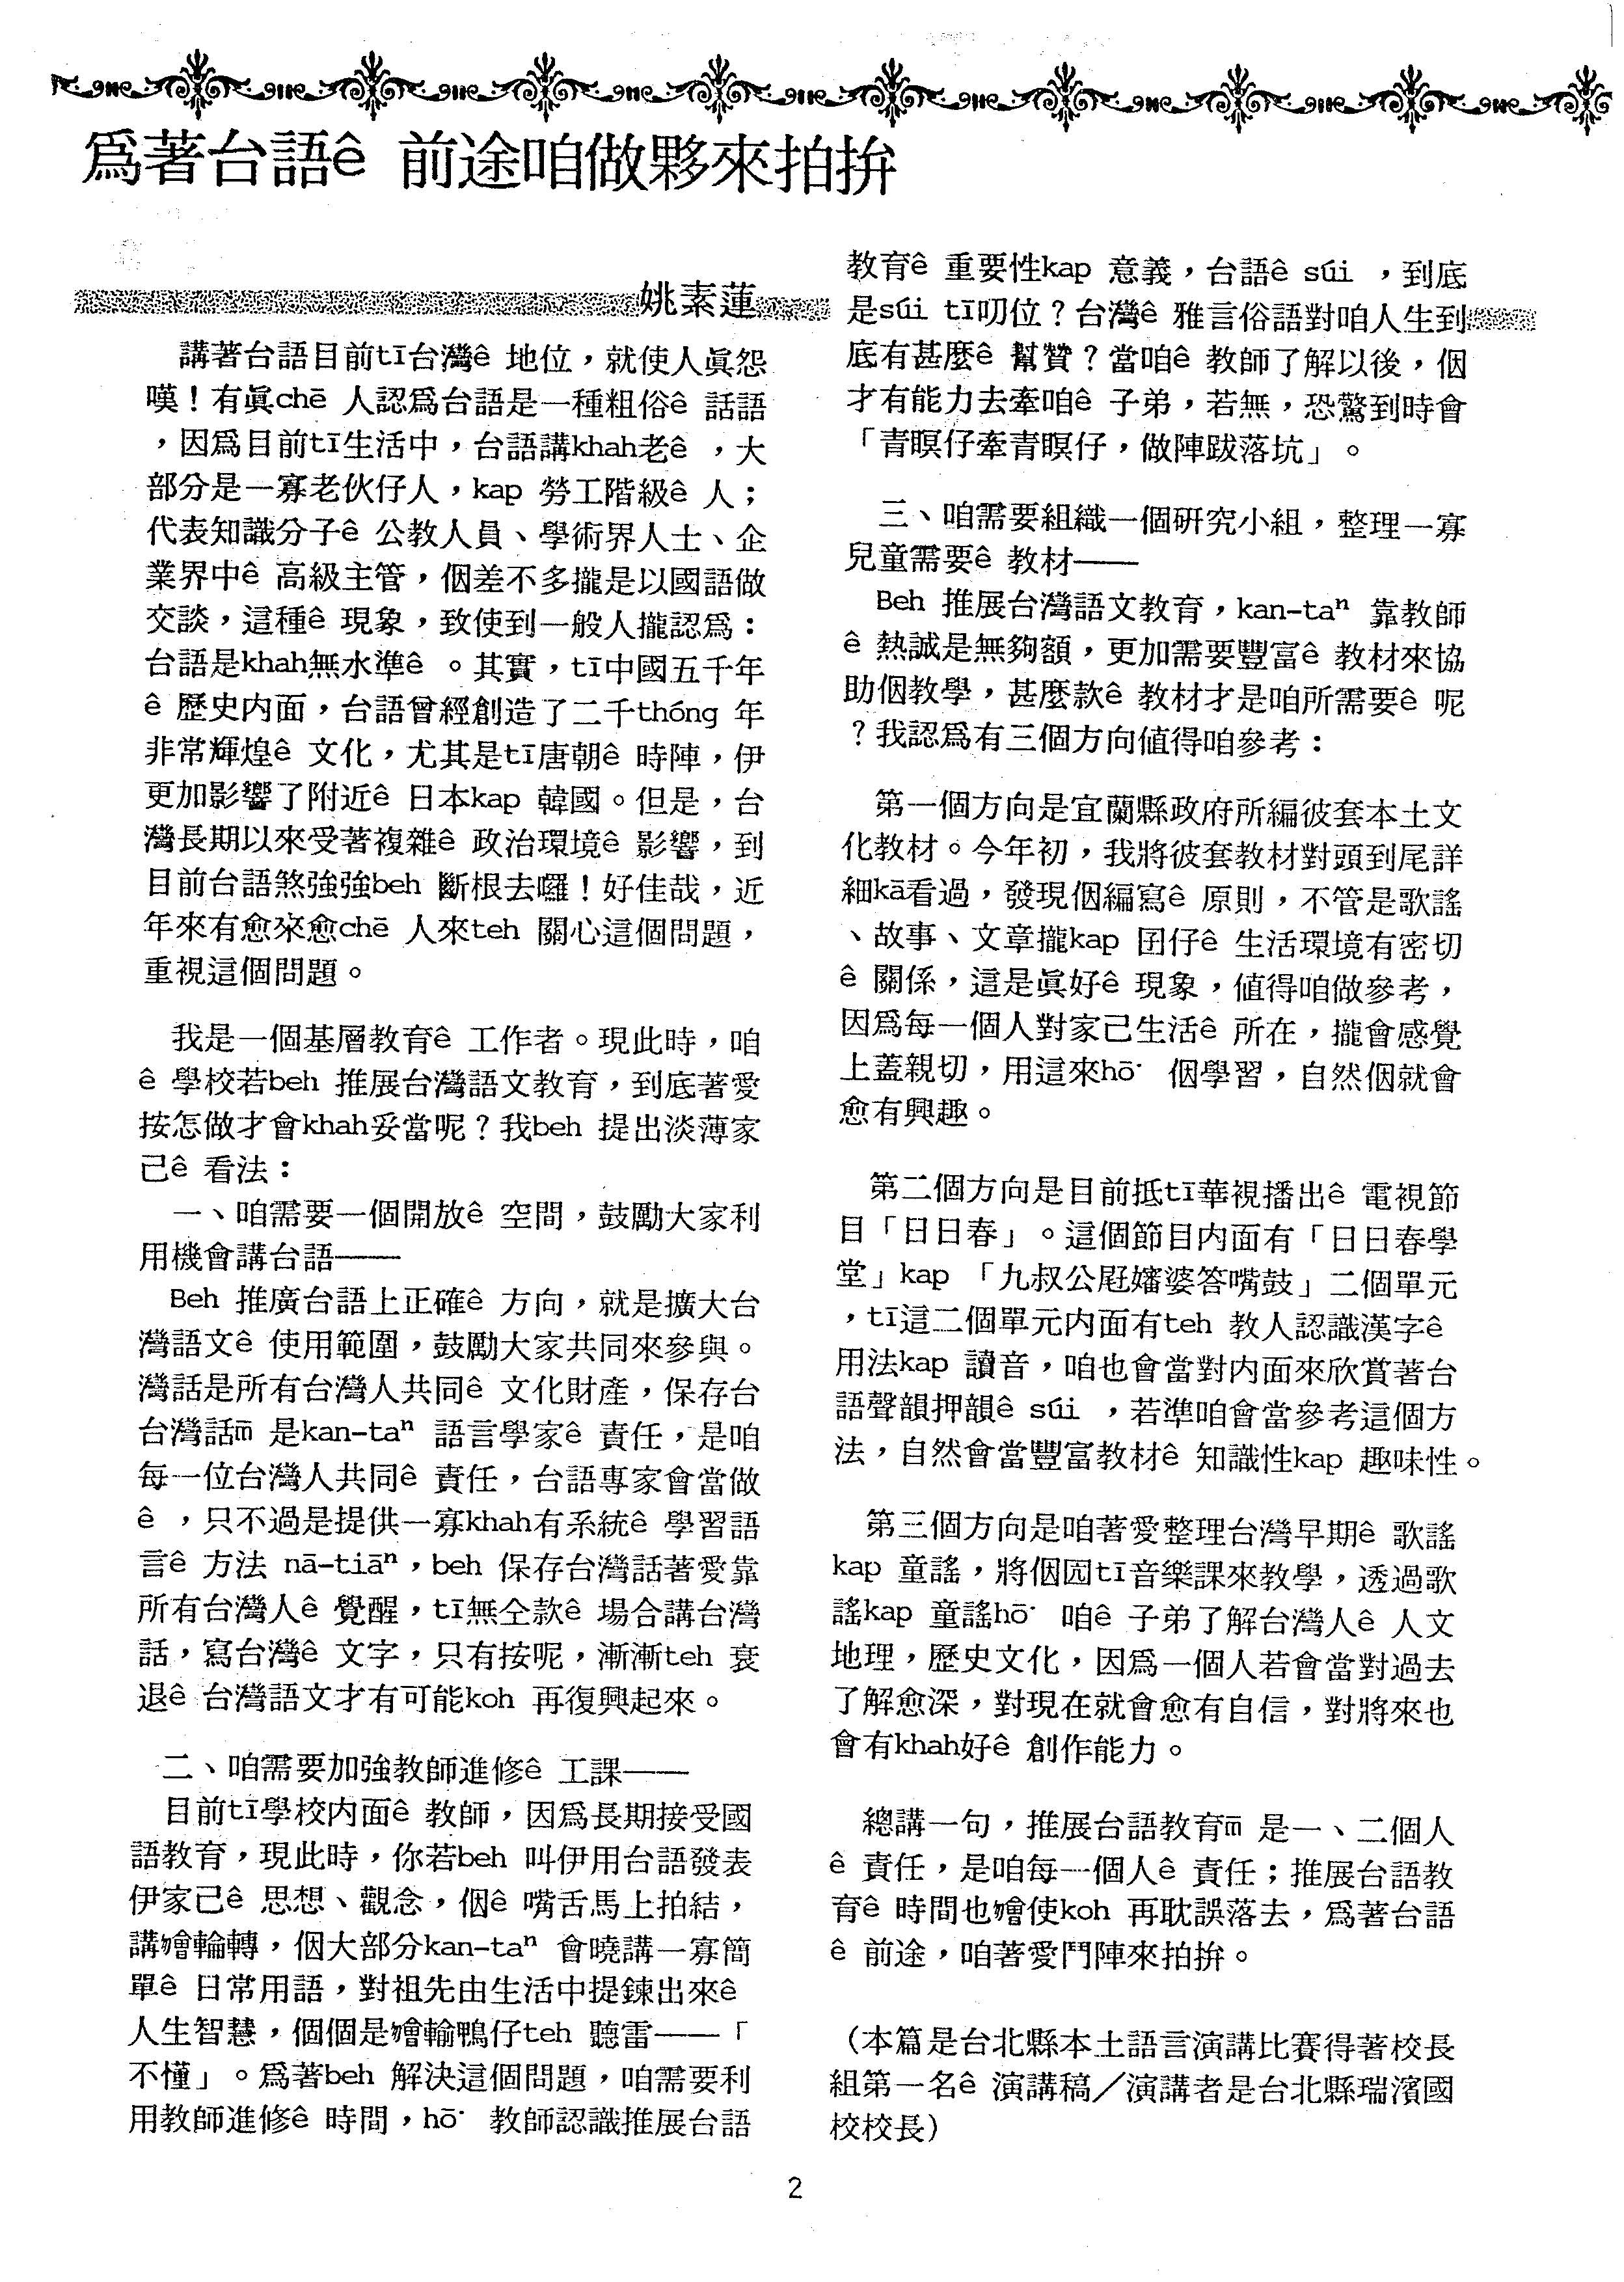 爲著台語ê 前途咱做夥來拍拚
姚素蓮
講著台語目前tī台灣ê 地位，就使人眞怨
嘆！有眞chē 人認爲台語是一種粗俗ê 話語
，因爲目前tī生活中，台語講khah老ê ，大
部分是一寡老伙仔人，kap 勞工階級ê 人；
代表知識分子ê 公教人員、學術界人士、企
業界中ê 高級主管，佪差不多攏是以國語做
交談，這種ê 現象，致使到一般人攏認爲：
台語是khah無水準ê 。其實，tī中國五千年
ê 歷史內面，台語曾經創造了二千thóng 年
非常輝煌ê 文化，尤其是tī唐朝ê 時陣，伊
更加影響了附近ê 日本kap 韓國。但是，台
灣長期以來受著複雜ê 政治環境ê 影響，到
目前台語煞強強beh 斷根去囉！好佳哉，近
年來有愈來愈chē 人來teh 關心這個問題，
重視這個問題。
我是一個基層教育ê 工作者。現此時，咱
ê 學校若beh 推展台灣語文教育，到底著愛
按怎做才會khah妥當呢？我beh 提出淡薄家
己ê 看法：
一、咱需要一個開放ê 空間，鼓勵大家利
用機會講台語——
Beh 推廣台語上正確ê 方向，就是擴大台
灣語文ê 使用範圍，鼓勵大家共同來參與。
灣話是所有台灣人共同ê 文化財產，保存台
台灣話m̄ 是kan-taⁿ 語言學家ê 責任，是咱
每一位台灣人共同ê 責任，台語專家會當做
ê ，只不過是提供一寡khah有系統ê 學習語
言ê 方法 nā-tiāⁿ，beh 保存台灣話著愛靠
所有台灣人ê 覺醒，tī無仝款ê 場合講台灣
話，寫台灣ê 文字，只有按呢，漸漸teh 衰
退ê 台灣語文才有可能koh 再復興起來。
二、咱需要加強教師進修ê 工課——
目前tī學校內面ê 教師，因爲長期接受國
語教育，現此時，你若beh 叫伊用台語發表
伊家己ê 思想、觀念，佪ê 嘴舌馬上拍結，
講𣍐輪轉，佪大部分kan-taⁿ 會曉講一寡簡
單ê 日常用語，對祖先由生活中提鍊出來ê
人生智慧，個個是𣍐輸鴨仔teh 聽雷——「
不懂」。爲著beh 解決這個問題，咱需要利
用教師進修ê 時間，hō͘ 教師認識推展台語
教育ê 重要性kap 意義，台語ê súi ，到底
是súi tī叨位？台灣ê 雅言俗語對咱人生到
底有甚麼ê 幫贊？當咱ê 教師了解以後，佪
才有能力去牽咱ê 子弟，若無，恐驚到時會
「青暝仔牽青暝仔，做陣跋落坑」。
三、咱需要組織一個研究小組，整理一寡
兒童需要ê 教材——
Beh 推展台灣語文教育，kan-taⁿ 靠教師
ê 熱誠是無夠額，更加需要豐富ê 教材來協
助佪教學，甚麼款ê 教材才是咱所需要ê 呢
？我認爲有三個方向値得咱參考：
第一個方向是宜蘭縣政府所編彼套本土文
化教材。今年初，我將彼套教材對頭到尾詳
細kā看過，發現佪編寫ê 原則，不管是歌謠
、故事、文章攏kap 囝仔ê 生活環境有密切
ê 關係，這是眞好ê 現象，値得咱做參考，
因爲每一個人對家己生活ê 所在，攏會感覺
上蓋親切，用這來hō͘ 佪學習，自然佪就會
愈有興趣。
第二個方向是目前抵tī華視播出ê 電視節
目「日日春」。這個節目內面有「日日春學
堂」kap 「九叔公屘嬸婆答嘴鼓」二個單元
，tī這二個單元內面有teh 教人認識漢字ê
用法kap 讀音，咱也會當對內面來欣賞著台
語聲韻押韻ê súi ，若準咱會當參考這個方
法，自然會當豐富教材ê 知識性kap 趣味性。
第三個方向是咱著愛整理台灣早期ê 歌謠
kap 童謠，將佪囥tī音樂課來教學，透過歌
謠kap 童謠hō͘ 咱ê 子弟了解台灣人ê 人文
地理，歷史文化，因爲一個人若會當對過去
了解愈深，對現在就會愈有自信，對將來也
會有khah好ê 創作能力。
總講一句，推展台語教育m̄ 是一、二個人
ê 責任，是咱每一個人ê 責任；推展台語教
育ê 時間也𣍐使koh 再耽誤落去，爲著台語
ê 前途，咱著愛鬥陣來拍拚。
（本篇是台北縣本土語言演講比賽得著校長
組第一名ê 演講稿／演講者是台北縣瑞濱國
校校長）
2